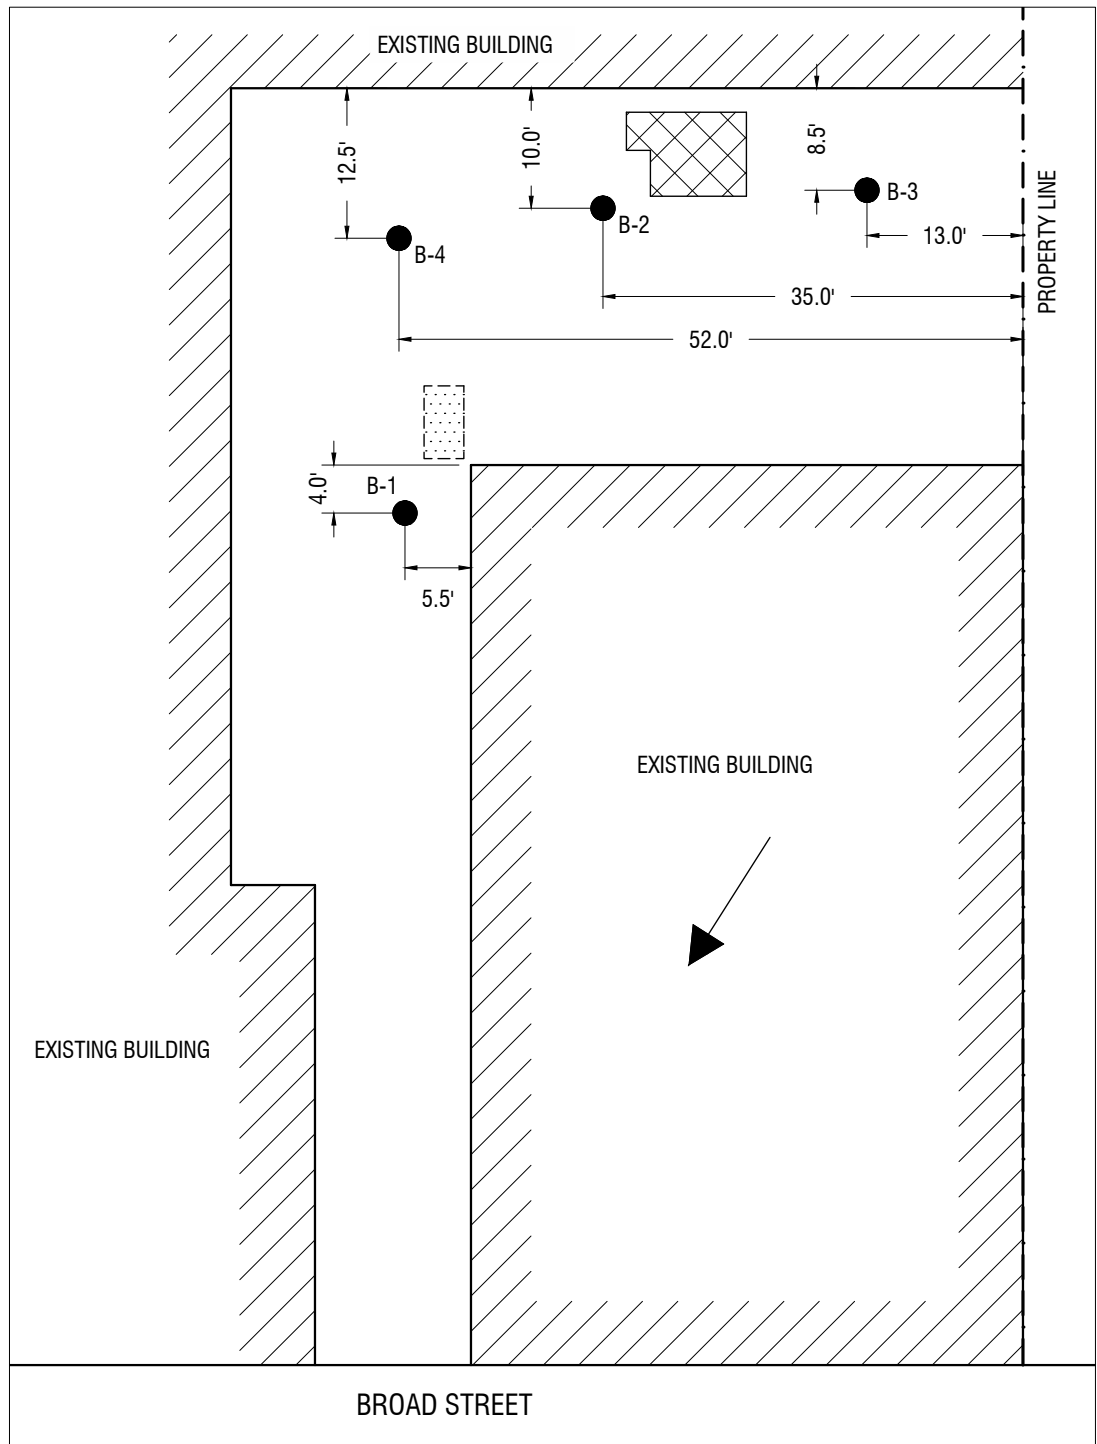 EXISTING BUILDING
12.5'
10.0'
8.5'
B-3
B-2
B-4
13.0'
PROPERTY LINE
35.0'
52.0'
4.0'
B-1
5.5'
EXISTING BUILDING
EXISTING BUILDING
BROAD STREET